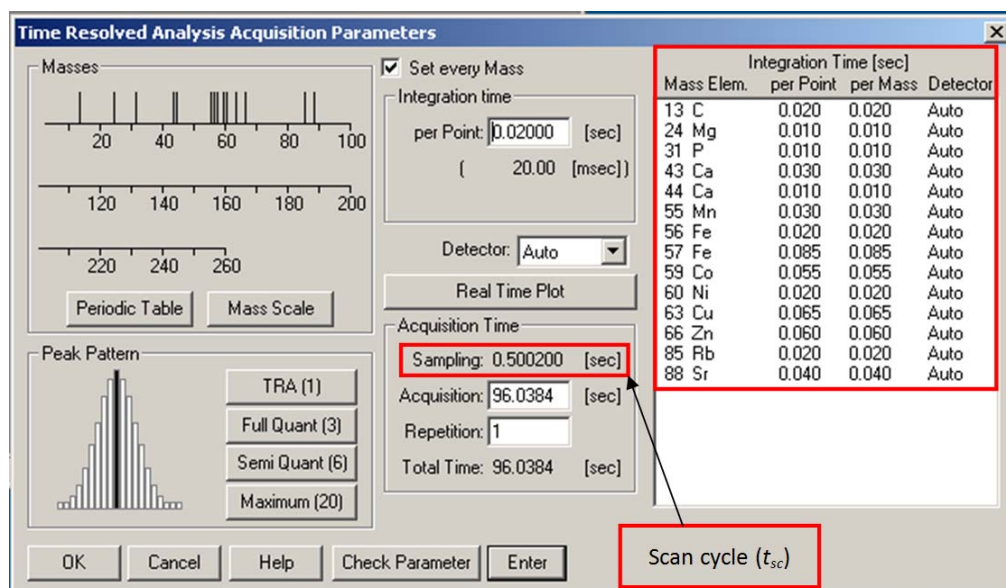 Time Resolved Analysis Acquisition Parameters
Masses
20 40 60 80 100
120 140 160 180 200
220 240 260
Periodic Table Mass Scale
Peak Pattern
TRA (1)
Full Quant (3)
Semi Quant (6)
Maximum (20)
Set every Mass
Integration time
per Point: 0.02000 [sec]
( 20.00 [msec] )
Detector: Auto
Real Time Plot
Acquisition Time
Sampling: 0.500200 [sec]
Acquisition: 96.0384 [sec]
Repetition: 1
Total Time: 96.0384 [sec]
Integration Time [sec]
Mass Elem. per Point per Mass Detector
13 C 0.020 0.020 Auto
24 Mg 0.010 0.010 Auto
31 P 0.010 0.010 Auto
43 Ca 0.030 0.030 Auto
44 Ca 0.010 0.010 Auto
55 Mn 0.030 0.030 Auto
56 Fe 0.020 0.020 Auto
57 Fe 0.085 0.085 Auto
59 Co 0.055 0.055 Auto
60 Ni 0.020 0.020 Auto
63 Cu 0.065 0.065 Auto
66 Zn 0.060 0.060 Auto
85 Rb 0.020 0.020 Auto
88 Sr 0.040 0.040 Auto
OK Cancel Help Check Parameter Enter
Scan cycle (tsc)